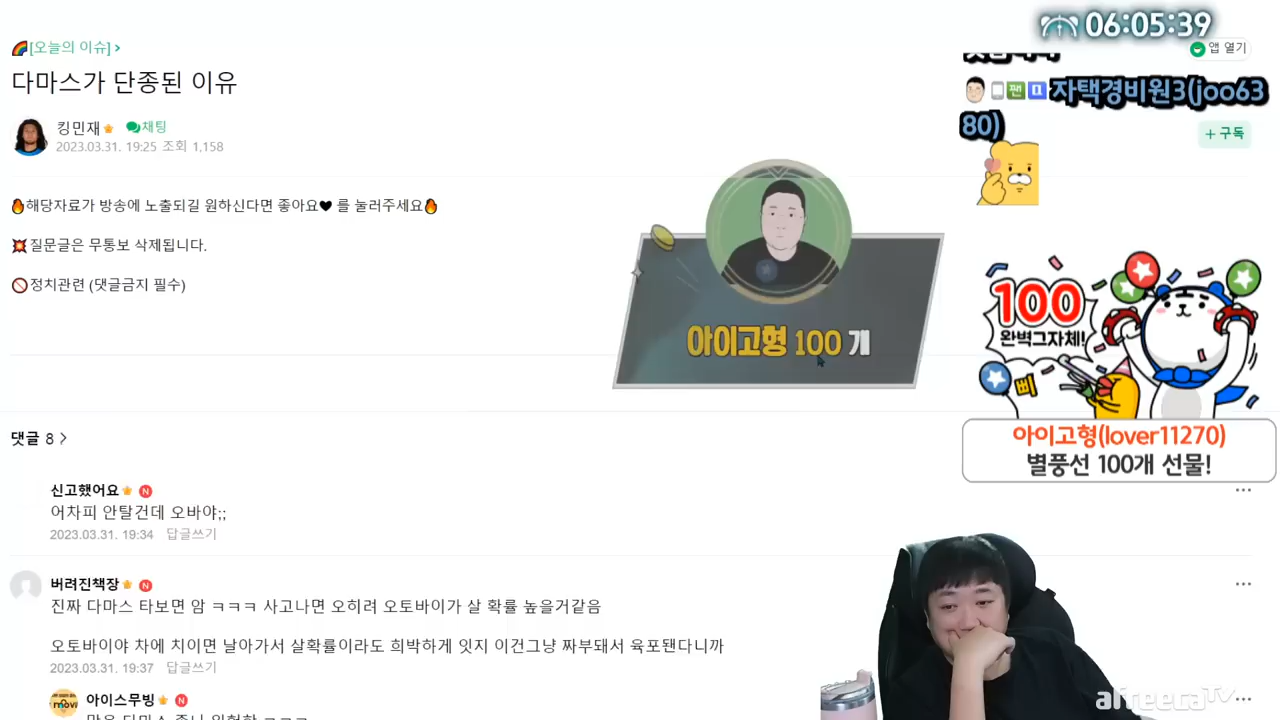 06:05:39
[오늘의 이슈] >
앱 열기
다마스가 단종된 이유
팬
자택경비원3(joo63
80)
킹민재
채팅
2023.03.31. 19:25 조회 1,158
+ 구독
해당자료가 방송에 노출되길 원하신다면 좋아요🖤 를 눌러주세요
질문글은 무통보 삭제됩니다.
정치관련 (댓글금지 필수)
아이고형 100 개
100
완벽그자체!
삐
아이고형(lover11270)
별풍선 100개 선물!
댓글 8 >
신고했어요 N
어차피 안탈건데 오바야;;
2023.03.31. 19:34 답글쓰기
버려진책장 N
진짜 다마스 타보면 암 ㅋㅋㅋ 사고나면 오히려 오토바이가 살 확률 높을거같음
오토바이야 차에 치이면 날아가서 살확률이라도 희박하게 잇지 이건그냥 짜부돼서 육포됀다니까
2023.03.31. 19:37 답글쓰기
movi
아이스무빙 N
afreecaTV